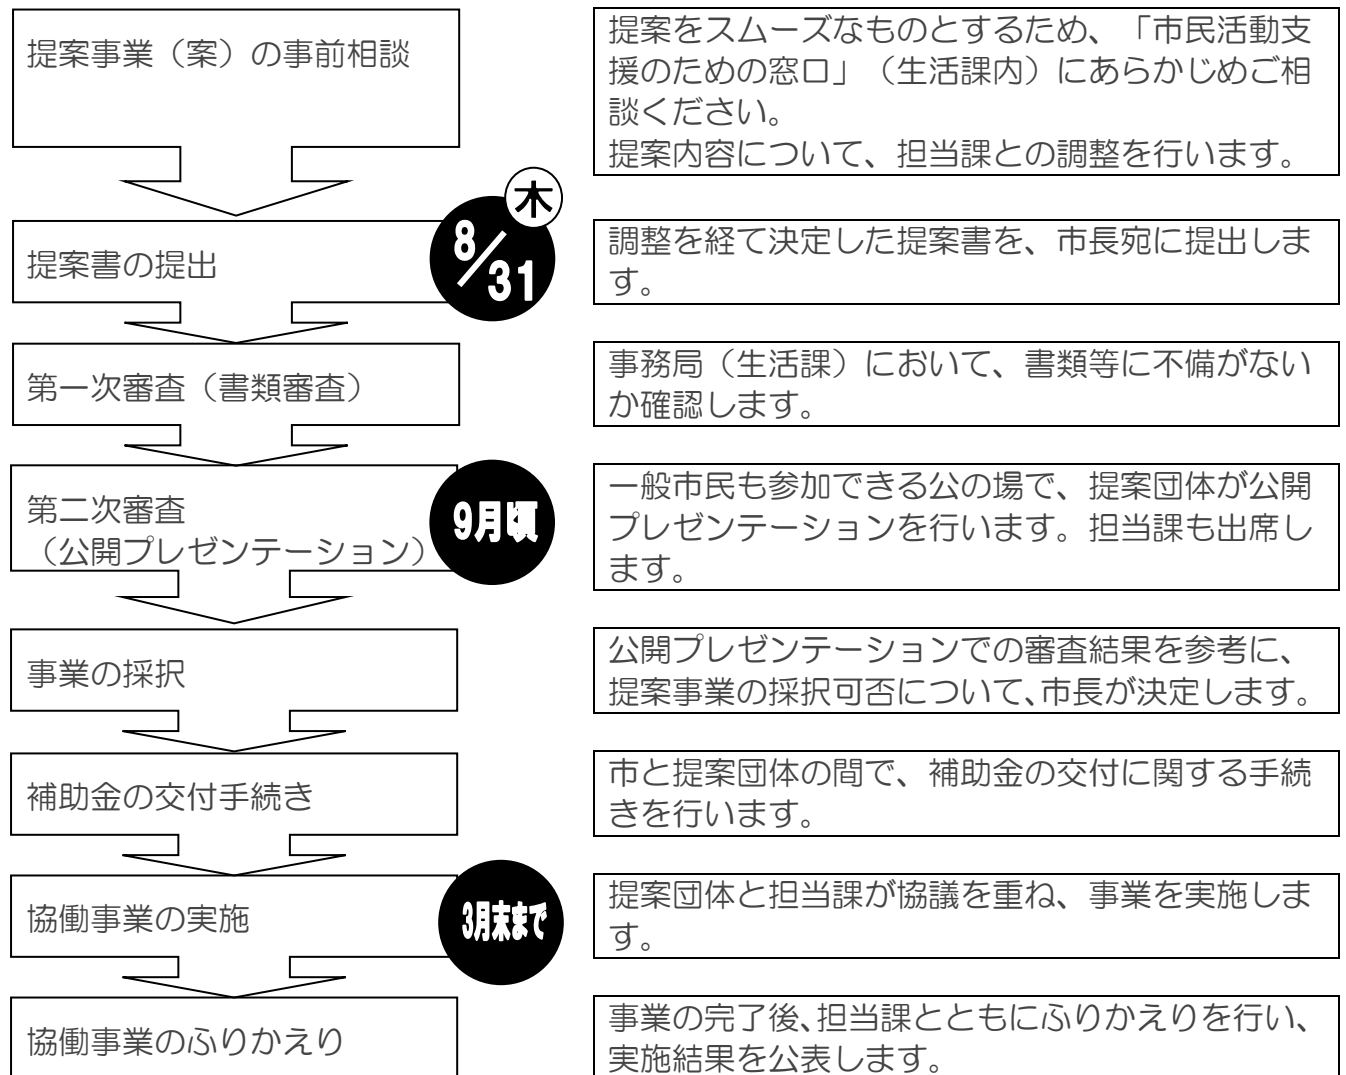 提案事業（案）の事前相談
提案をスムーズなものとするため、「市民活動支
援のための窓口」（生活課内）にあらかじめご相
談ください。
提案内容について、担当課との調整を行います。
提案書の提出
木
8/31
調整を経て決定した提案書を、市長宛に提出しま
す。
第一次審査（書類審査）
事務局（生活課）において、書類等に不備がない
か確認します。
第二次審査
（公開プレゼンテーション）
9月頃
一般市民も参加できる公の場で、提案団体が公開
プレゼンテーションを行います。担当課も出席し
ます。
事業の採択
公開プレゼンテーションでの審査結果を参考に、
提案事業の採択可否について、市長が決定します。
補助金の交付手続き
市と提案団体の間で、補助金の交付に関する手続
きを行います。
協働事業の実施
3月末まで
提案団体と担当課が協議を重ね、事業を実施しま
す。
協働事業のふりかえり
事業の完了後、担当課とともにふりかえりを行い、
実施結果を公表します。